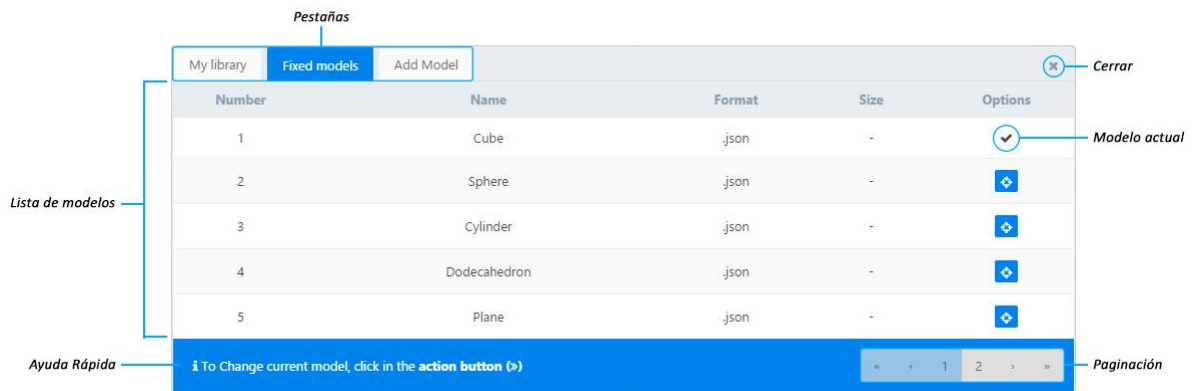 Pestañas
My library Fixed models Add Model
Cerrar
Number Name Format Size Options
1 Cube .json -
Modelo actual
2 Sphere .json -
Lista de modelos
3 Cylinder .json -
4 Dodecahedron .json -
5 Plane .json -
Ayuda Rápida
i To Change current model, click in the action button (»)
« ‹ 1 2 › »
Paginación